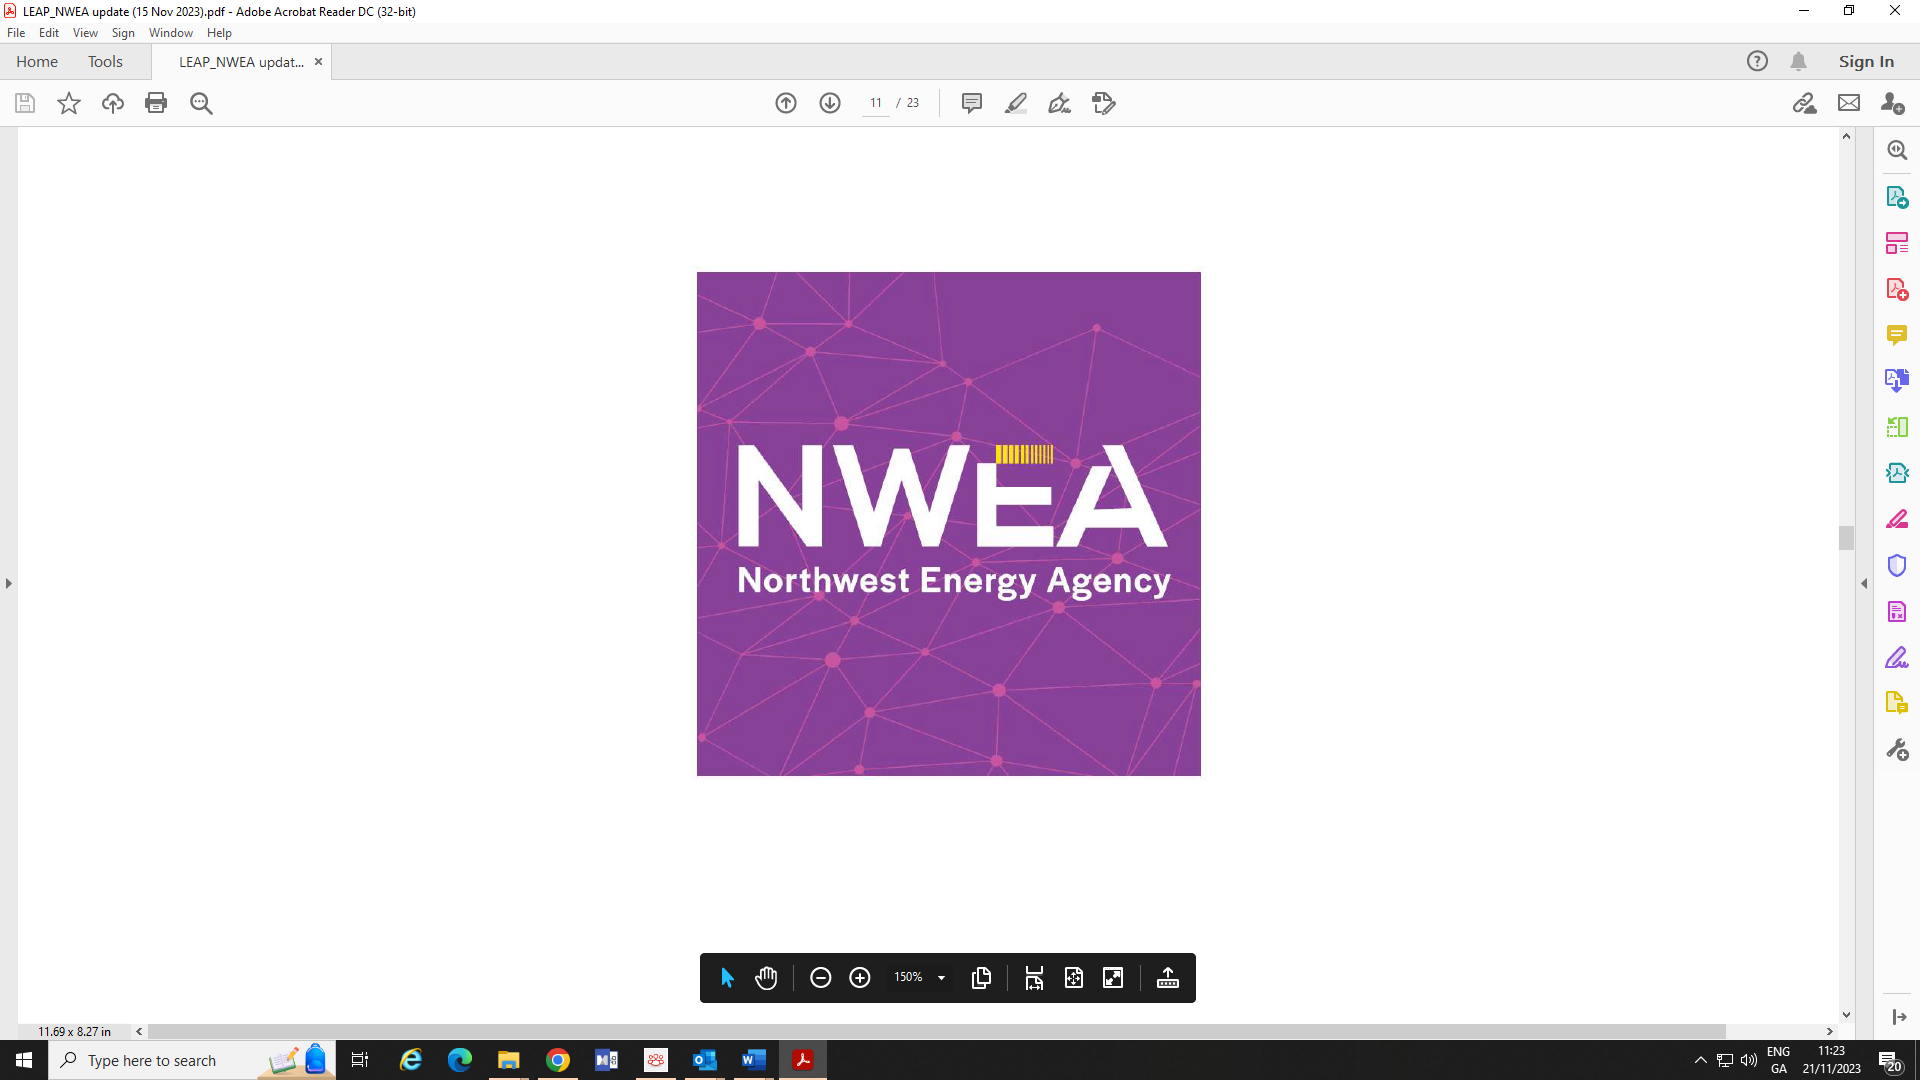 LEAP_NWEA update (15 Nov 2023).pdf - Adobe Acrobat Reader DC (32-bit)
File Edit View Sign Window Help
Home Tools LEAP_NWEA updat... Sign In
11 / 23
NWEA
Northwest Energy Agency
150%
11.69 x 8.27 in
Type here to search
ENG 11:23
GA 21/11/2023 20